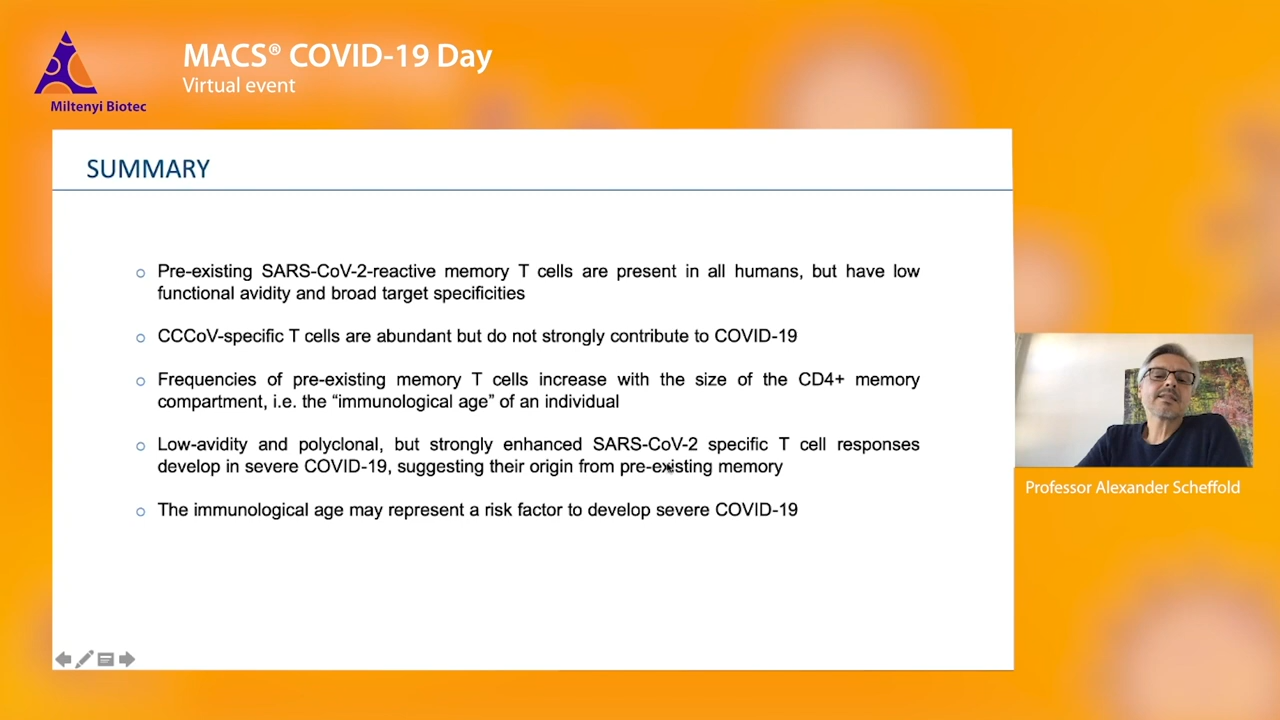 MACS® COVID-19 Day
Virtual event
Miltenyi Biotec
SUMMARY
Pre-existing SARS-CoV-2-reactive memory T cells are present in all humans, but have low
functional avidity and broad target specificities
CCCoV-specific T cells are abundant but do not strongly contribute to COVID-19
Frequencies of pre-existing memory T cells increase with the size of the CD4+ memory
compartment, i.e. the “immunological age” of an individual
Low-avidity and polyclonal, but strongly enhanced SARS-CoV-2 specific T cell responses
develop in severe COVID-19, suggesting their origin from pre-existing memory
The immunological age may represent a risk factor to develop severe COVID-19
Professor Alexander Scheffold